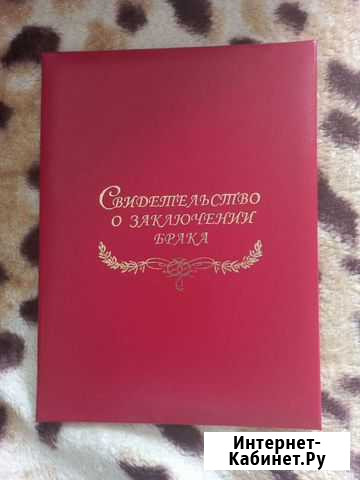 Свидетельство
о заключении
брака
Интернет-
Кабинет.Ру